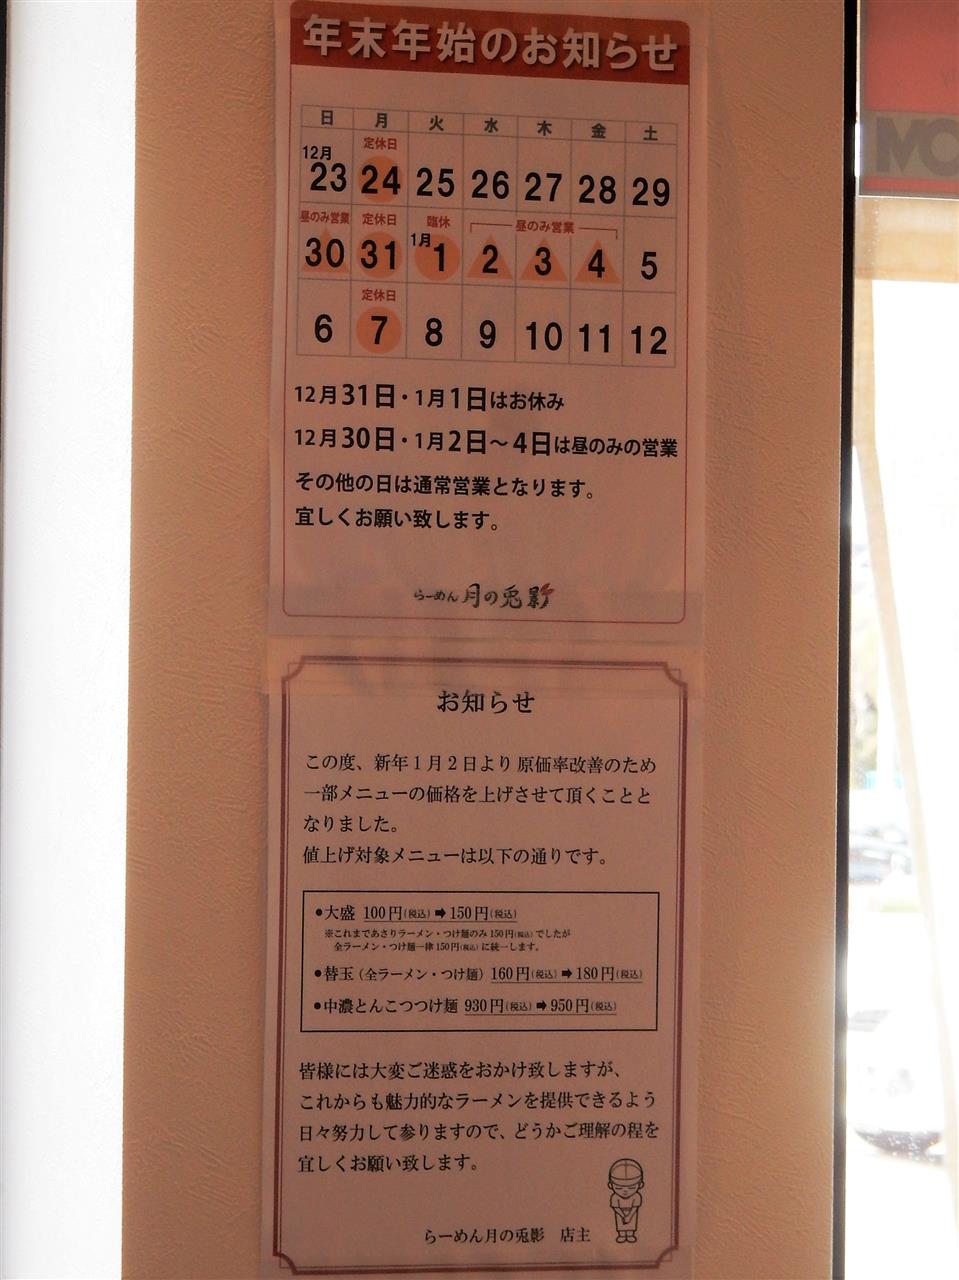 年末年始のお知らせ
日 月 火 水 木 金 土
定休日
12月
23 24 25 26 27 28 29
昼のみ営業 定休日 臨休 昼のみ営業
1月
30 31 1 2 3 4 5
定休日
6 7 8 9 10 11 12
12月31日・1月1日はお休み
12月30日・1月2日〜4日は昼のみの営業
その他の日は通常営業となります。
宜しくお願い致します。
らーめん 月の兎影
お知らせ
この度、新年1月2日より原価率改善のため
一部メニューの価格を上げさせて頂くことと
なりました。
値上げ対象メニューは以下の通りです。
●大盛 100円(税込)➡150円(税込)
※これまであさりラーメン・つけ麺のみ150円(税込)でしたが
全ラーメン・つけ麺一律150円(税込)に統一します。
●替玉(全ラーメン・つけ麺) 160円(税込)➡180円(税込)
●中濃とんこつつけ麺 930円(税込)➡950円(税込)
皆様には大変ご迷惑をおかけ致しますが、
これからも魅力的なラーメンを提供できるよう
日々努力して参りますので、どうかご理解の程を
宜しくお願い致します。
らーめん月の兎影 店主